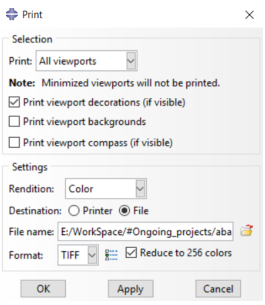 Print
Selection
Print: All viewports
Note: Minimized viewports will not be printed.
Print viewport decorations (if visible)
Print viewport backgrounds
Print viewport compass (if visible)
Settings
Rendition: Color
Destination: Printer File
File name: E:/WorkSpace/#Ongoing_projects/aba
Format: TIFF Reduce to 256 colors
OK Apply Cancel